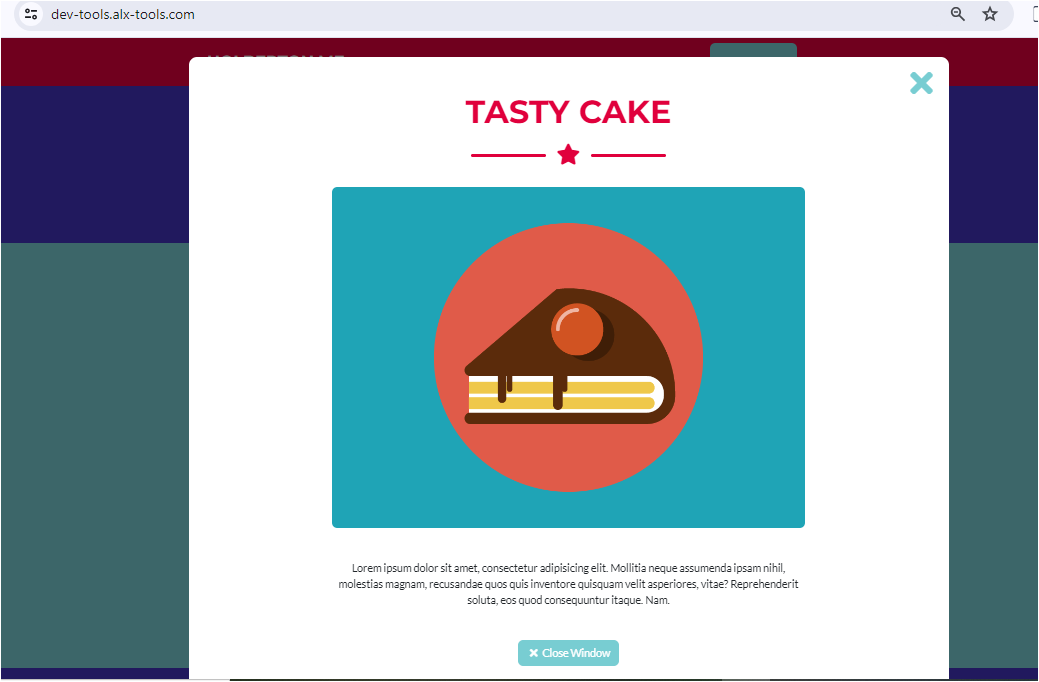 dev-tools.alx-tools.com
TASTY CAKE
Lorem ipsum dolor sit amet, consectetur adipisicing elit. Mollitia neque assumenda ipsam nihil,
molestias magnam, recusandae quos quis inventore quisquam velit asperiores, vitae? Reprehenderit
soluta, eos quod consequuntur itaque. Nam.
Close Window